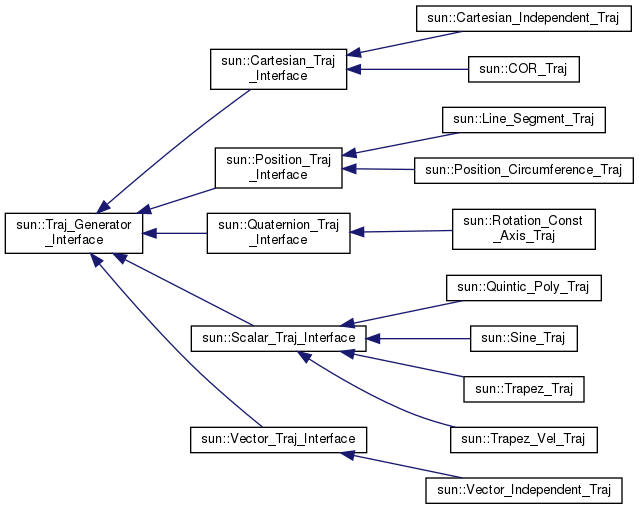 sun::Traj_Generator
_Interface
sun::Cartesian_Traj
_Interface
sun::Cartesian_Independent_Traj
sun::COR_Traj
sun::Position_Traj
_Interface
sun::Line_Segment_Traj
sun::Position_Circumference_Traj
sun::Quaternion_Traj
_Interface
sun::Rotation_Const
_Axis_Traj
sun::Scalar_Traj_Interface
sun::Quintic_Poly_Traj
sun::Sine_Traj
sun::Trapez_Traj
sun::Trapez_Vel_Traj
sun::Vector_Traj_Interface
sun::Vector_Independent_Traj